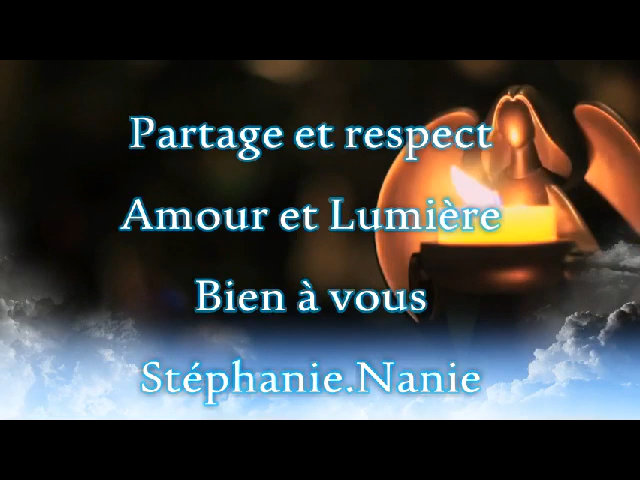 Partage et respect
Amour et Lumière
Bien à vous
Stéphanie.Nanie